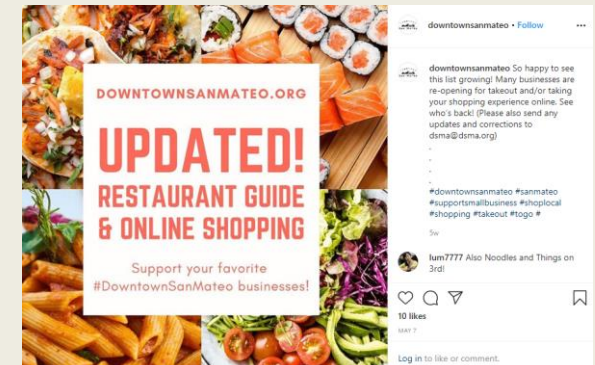 DOWNTOWNSANMATEO.ORG
UPDATED!
RESTAURANT GUIDE
& ONLINE SHOPPING
Support your favorite
#DowntownSanMateo businesses!
downtownsanmateo • Follow
...
downtownsanmateo So happy to see
this list growing! Many businesses are
re-opening for takeout and/or taking
your shopping experience online. See
who's back! (Please also send any
updates and corrections to
dsma@dsma.org)
.
.
.
.
#downtownsanmateo #sanmateo
#supportsmallbusiness #shoplocal
#shopping #takeout #togo #
5w
lum7777 Also Noodles and Things on
3rd!
10 likes
MAY 7
Log in to like or comment.